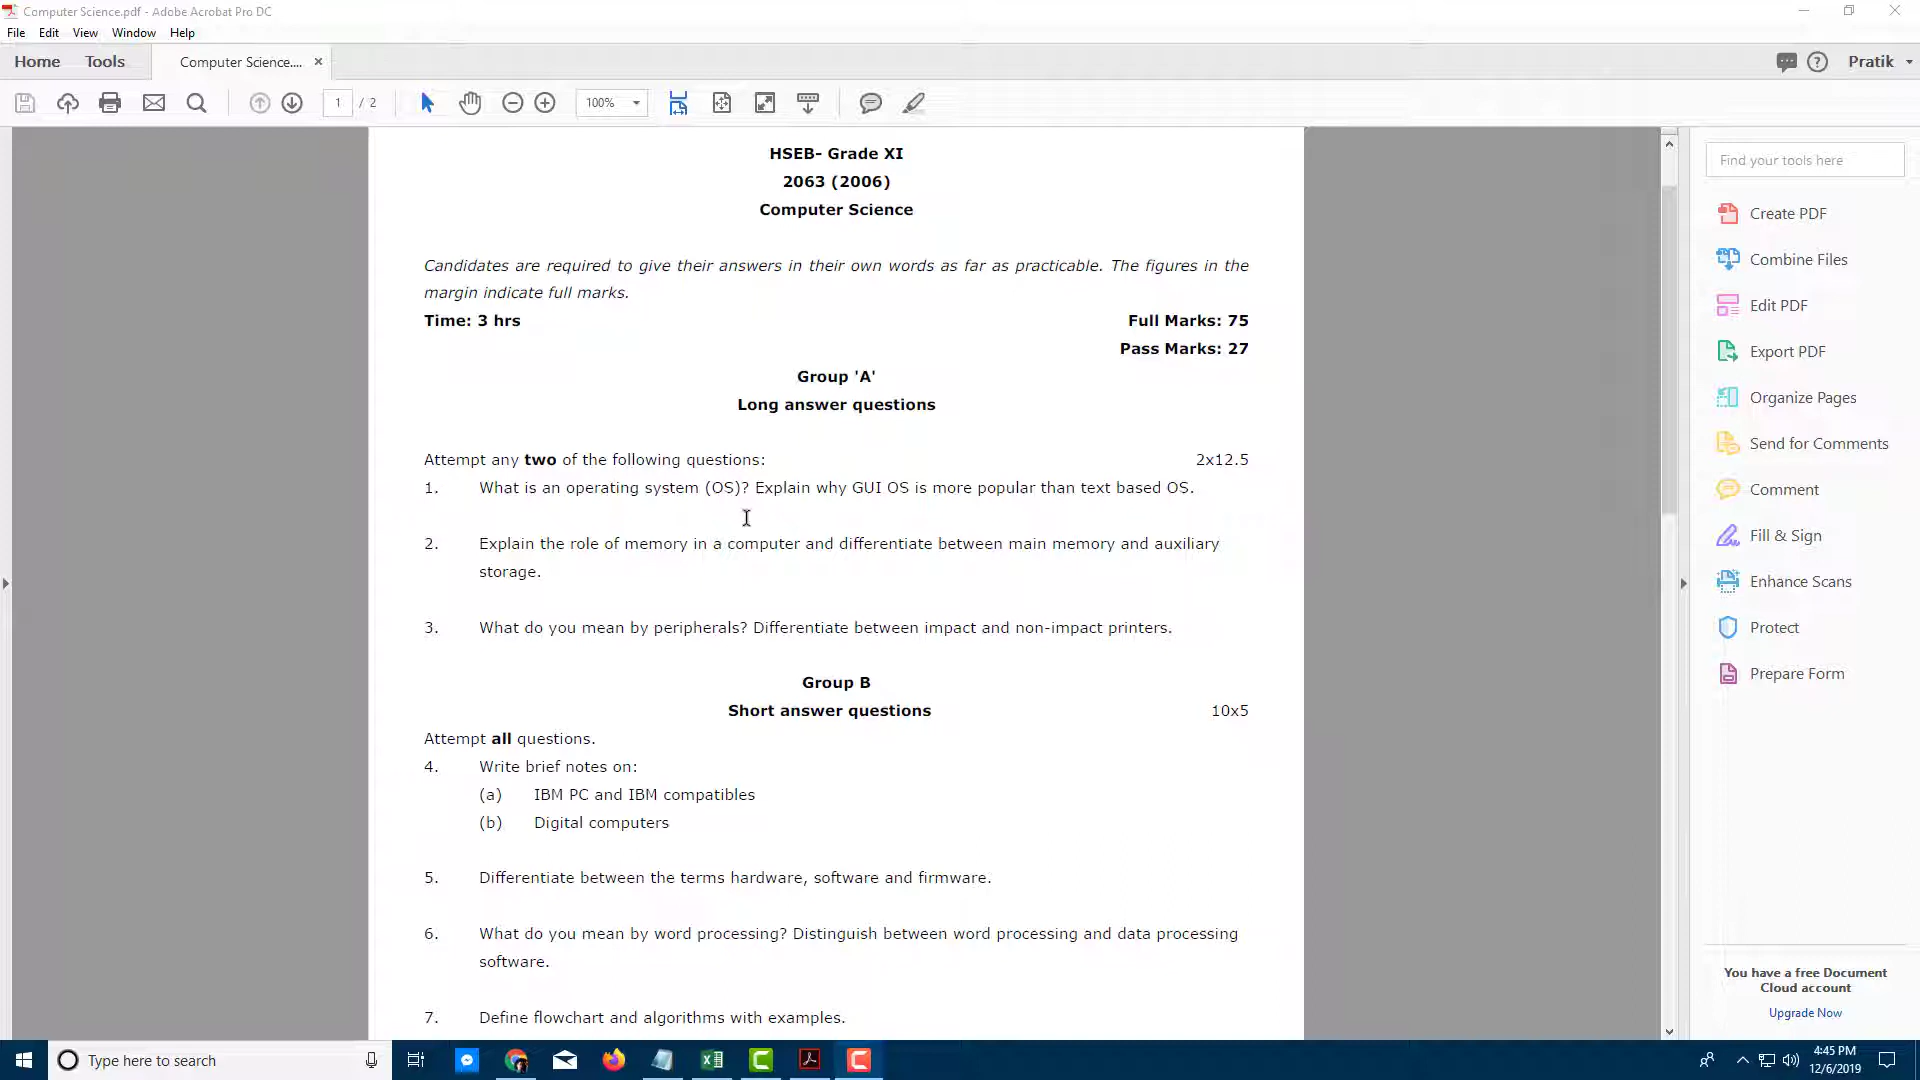 Computer Science.pdf - Adobe Acrobat Pro DC
File Edit View Window Help
Home Tools Computer Science.... Pratik
1 / 2 100%
HSEB- Grade XI
2063 (2006)
Computer Science
Candidates are required to give their answers in their own words as far as practicable. The figures in the
margin indicate full marks.
Time: 3 hrs Full Marks: 75
Pass Marks: 27
Group 'A'
Long answer questions
Attempt any two of the following questions: 2x12.5
1. What is an operating system (OS)? Explain why GUI OS is more popular than text based OS.
2. Explain the role of memory in a computer and differentiate between main memory and auxiliary
storage.
3. What do you mean by peripherals? Differentiate between impact and non-impact printers.
Group B
Short answer questions 10x5
Attempt all questions.
4. Write brief notes on:
(a) IBM PC and IBM compatibles
(b) Digital computers
5. Differentiate between the terms hardware, software and firmware.
6. What do you mean by word processing? Distinguish between word processing and data processing
software.
7. Define flowchart and algorithms with examples.
Find your tools here
Create PDF
Combine Files
Edit PDF
Export PDF
Organize Pages
Send for Comments
Comment
Fill & Sign
Enhance Scans
Protect
Prepare Form
You have a free Document
Cloud account
Upgrade Now
Type here to search
4:45 PM
12/6/2019